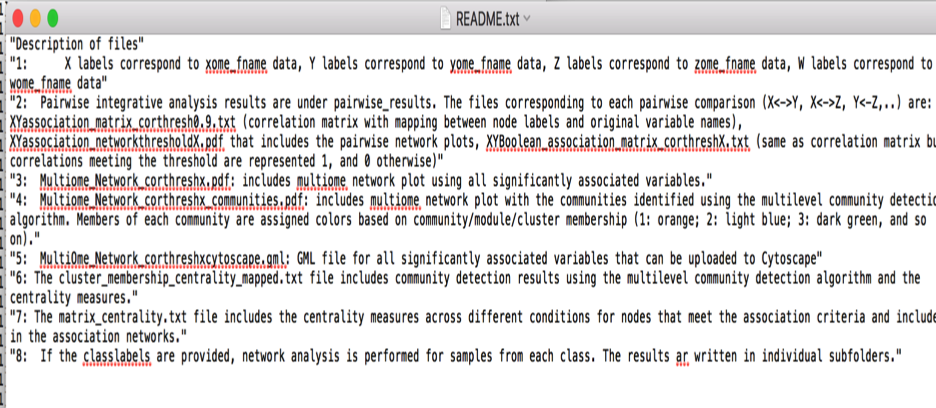 README.txt
"Description of files"
"1: X labels correspond to xome_fname data, Y labels correspond to yome_fname data, Z labels correspond to zome_fname data, W labels correspond to
wome_fname data"
"2: Pairwise integrative analysis results are under pairwise_results. The files corresponding to each pairwise comparison (X<->Y, X<->Z, Y<-Z,..) are:
XYassociation_matrix_corthresh0.9.txt (correlation matrix with mapping between node labels and original variable names),
XYassociation_networkthresholdX.pdf that includes the pairwise network plots, XYBoolean_association_matrix_corthreshX.txt (same as correlation matrix bu
correlations meeting the threshold are represented 1, and 0 otherwise)"
"3: Multiome_Network_corthreshx.pdf: includes multiome network plot using all significantly associated variables."
"4: Multiome_Network_corthreshx_communities.pdf: includes multiome network plot with the communities identified using the multilevel community detectio
algorithm. Members of each community are assigned colors based on community/module/cluster membership (1: orange; 2: light blue; 3: dark green, and so
on)."
"5: MultiOme_Network_corthreshxcytoscape.gml: GML file for all significantly associated variables that can be uploaded to Cytoscape"
"6: The cluster_membership_centrality_mapped.txt file includes community detection results using the multilevel community detection algorithm and the
centrality measures."
"7: The matrix_centrality.txt file includes the centrality measures across different conditions for nodes that meet the association criteria and include
in the association networks."
"8: If the classlabels are provided, network analysis is performed for samples from each class. The results ar written in individual subfolders."